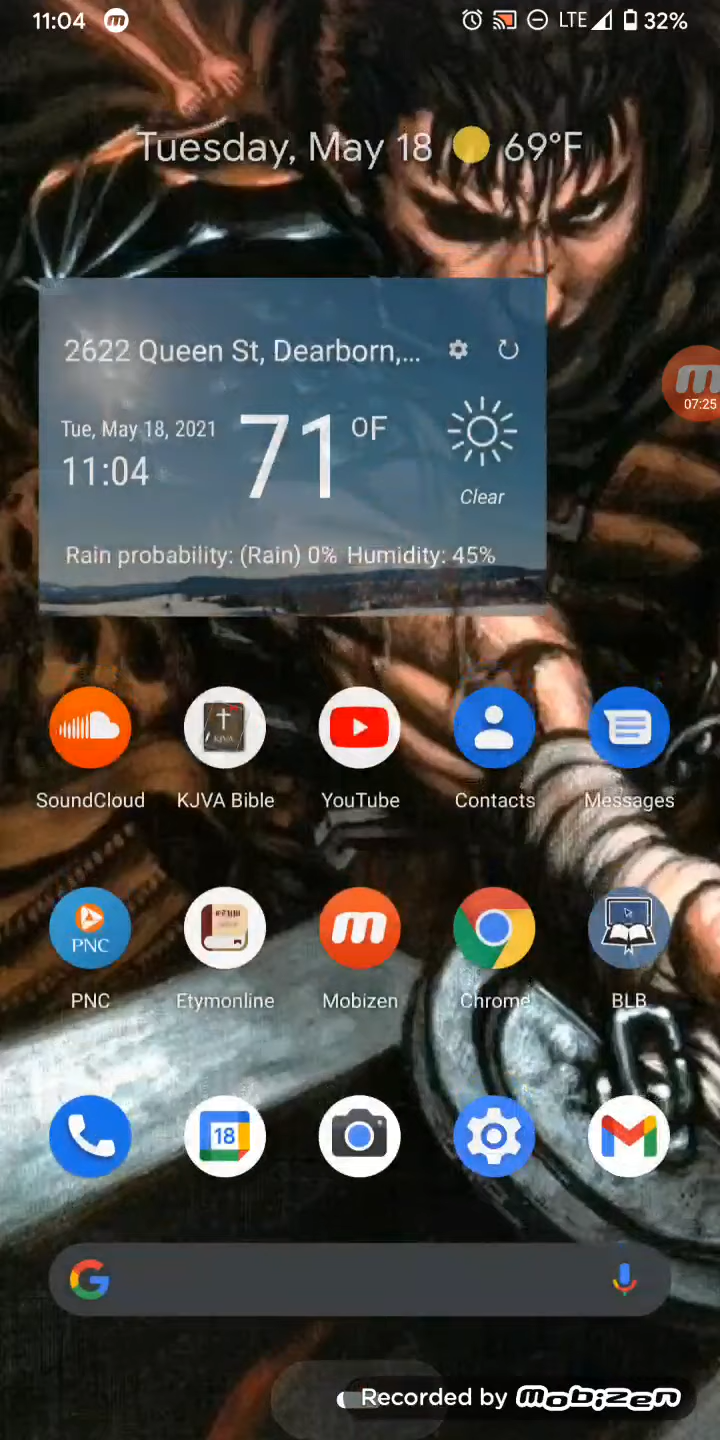 11:04 LTE 32%
Tuesday, May 18 69°F
2622 Queen St, Dearborn,...
Tue, May 18, 2021
71 °F
11:04
Clear
Rain probability: (Rain) 0% Humidity: 45%
07:25
SoundCloud KJVA Bible YouTube Contacts Messages
PNC
PNC Etymonline Mobizen Chrome BLB
18
Recorded by mobizen